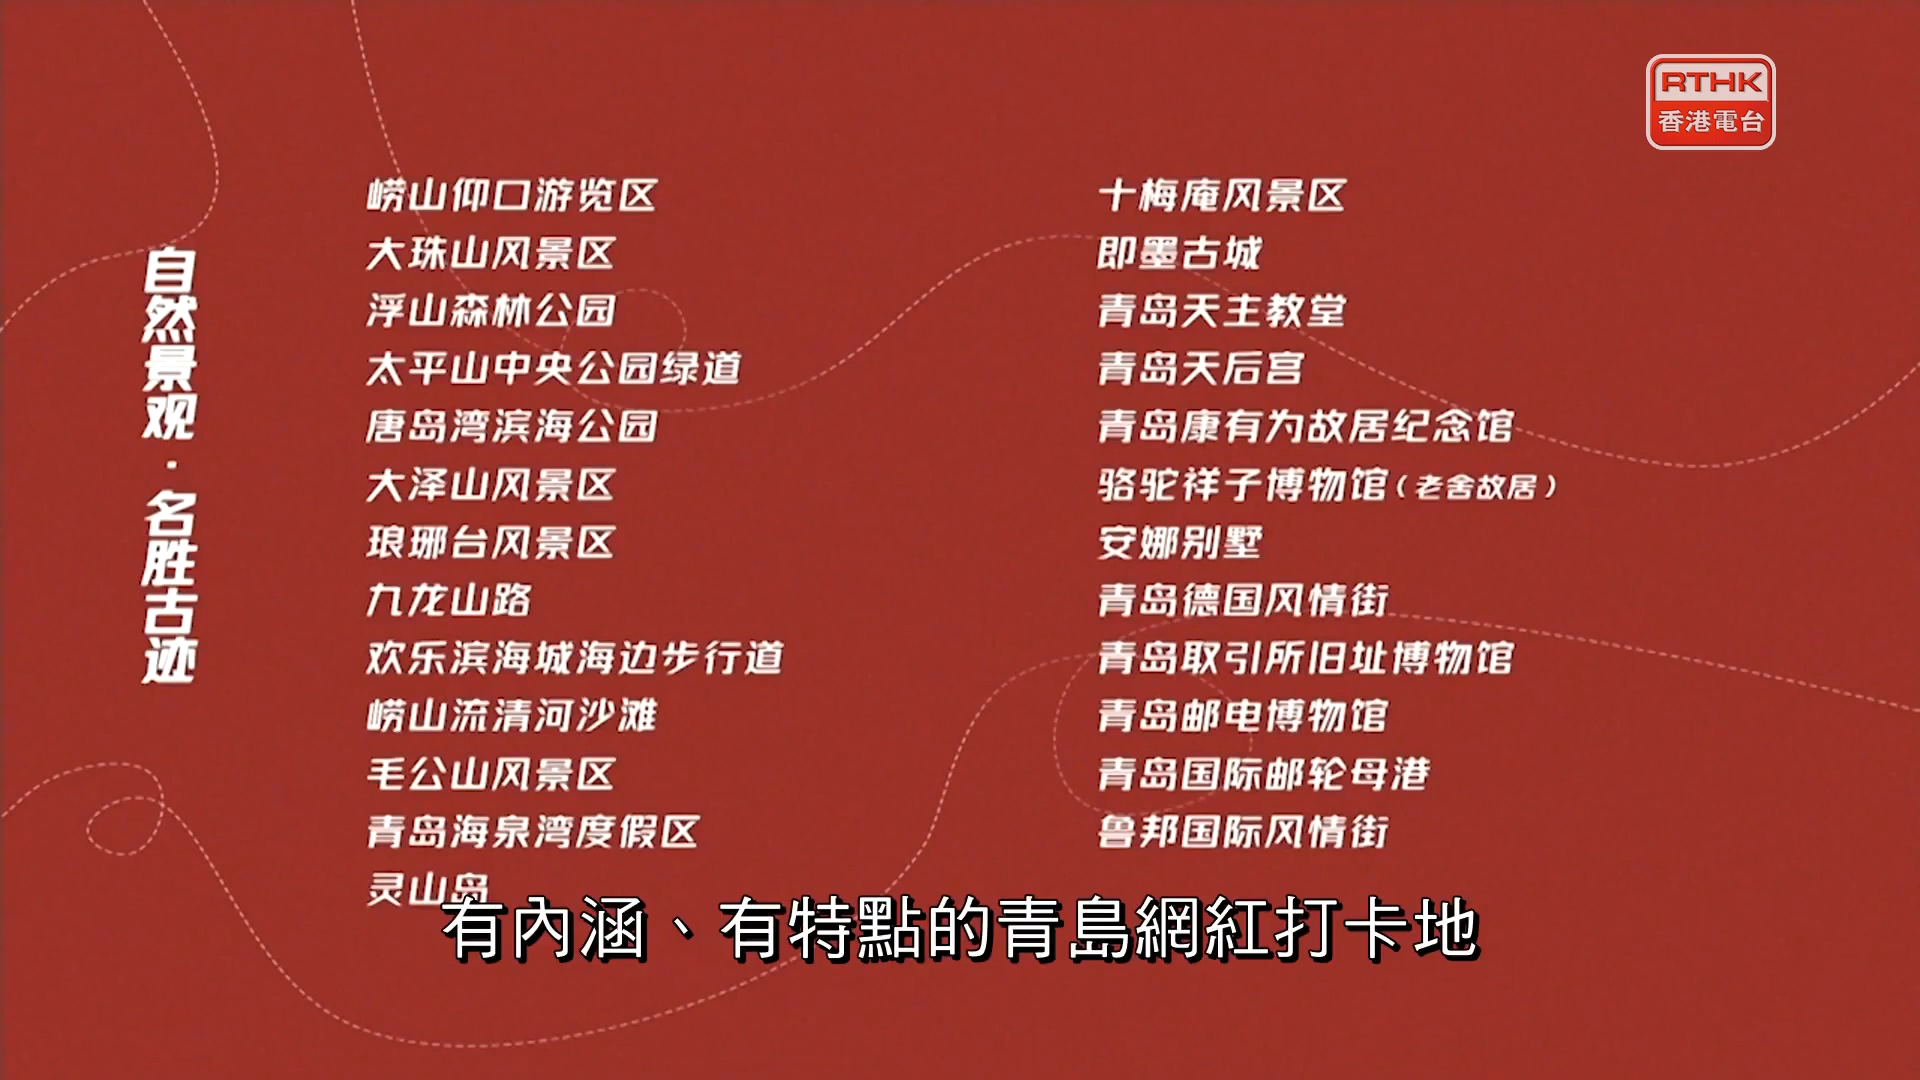 RTHK
香港電台
自然景观·名胜古迹
崂山仰口游览区
大珠山风景区
浮山森林公园
太平山中央公园绿道
唐岛湾滨海公园
大泽山风景区
琅琊台风景区
九龙山路
欢乐滨海城海边步行道
崂山流清河沙滩
毛公山风景区
青岛海泉湾度假区
灵山岛
十梅庵风景区
即墨古城
青岛天主教堂
青岛天后宫
青岛康有为故居纪念馆
骆驼祥子博物馆（老舍故居）
安娜别墅
青岛德国风情街
青岛取引所旧址博物馆
青岛邮电博物馆
青岛国际邮轮母港
鲁邦国际风情街
有內涵、有特點的青島網紅打卡地